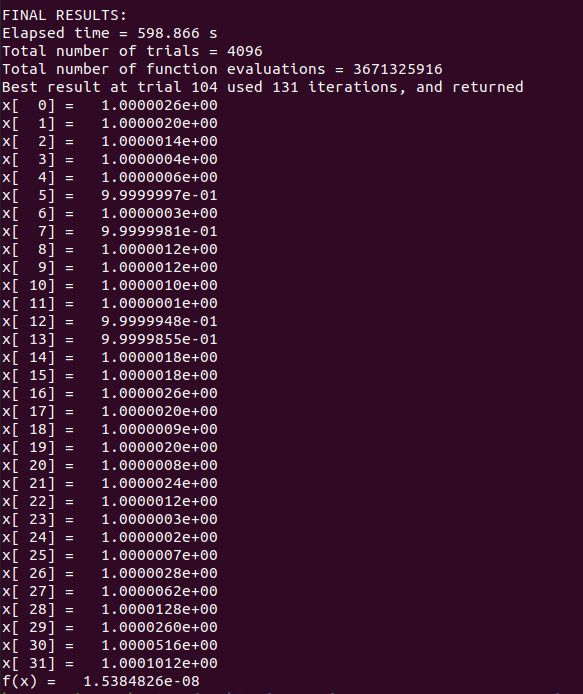 FINAL RESULTS:
Elapsed time = 598.866 s
Total number of trials = 4096
Total number of function evaluations = 3671325916
Best result at trial 104 used 131 iterations, and returned
x[  0] =   1.0000026e+00
x[  1] =   1.0000020e+00
x[  2] =   1.0000014e+00
x[  3] =   1.0000004e+00
x[  4] =   1.0000006e+00
x[  5] =   9.9999997e-01
x[  6] =   1.0000003e+00
x[  7] =   9.9999981e-01
x[  8] =   1.0000012e+00
x[  9] =   1.0000012e+00
x[ 10] =   1.0000010e+00
x[ 11] =   1.0000001e+00
x[ 12] =   9.9999948e-01
x[ 13] =   9.9999855e-01
x[ 14] =   1.0000018e+00
x[ 15] =   1.0000018e+00
x[ 16] =   1.0000026e+00
x[ 17] =   1.0000020e+00
x[ 18] =   1.0000009e+00
x[ 19] =   1.0000020e+00
x[ 20] =   1.0000008e+00
x[ 21] =   1.0000024e+00
x[ 22] =   1.0000012e+00
x[ 23] =   1.0000003e+00
x[ 24] =   1.0000002e+00
x[ 25] =   1.0000007e+00
x[ 26] =   1.0000028e+00
x[ 27] =   1.0000062e+00
x[ 28] =   1.0000128e+00
x[ 29] =   1.0000260e+00
x[ 30] =   1.0000516e+00
x[ 31] =   1.0001012e+00
f(x) =   1.5384826e-08